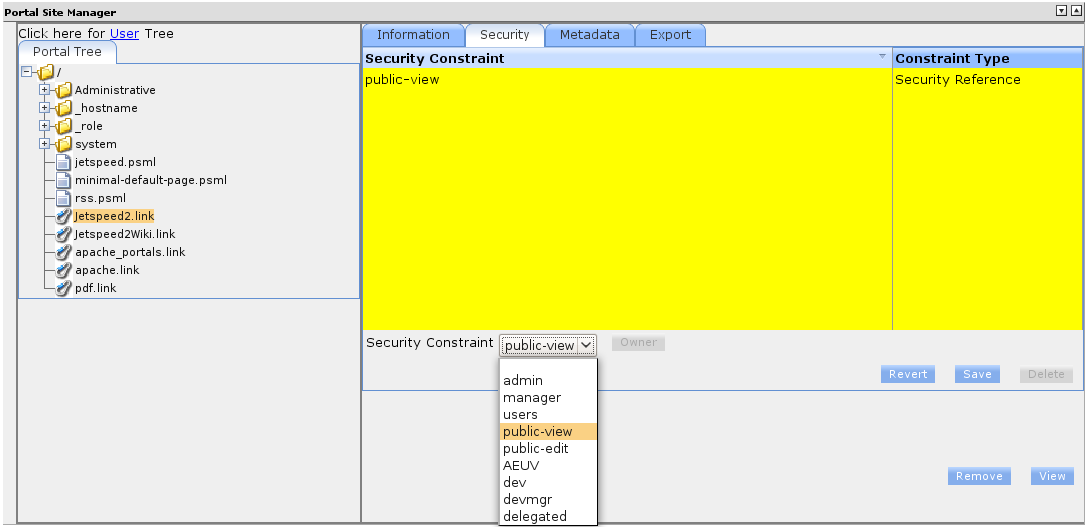 Portal Site Manager
Click here for User Tree
Portal Tree
/
Administrative
_hostname
_role
system
jetspeed.psml
minimal-default-page.psml
rss.psml
Jetspeed2.link
Jetspeed2Wiki.link
apache_portals.link
apache.link
pdf.link
Information Security Metadata Export
Security Constraint Constraint Type
public-view Security Reference
Security Constraint public-view Owner
admin
manager
users
public-view
public-edit
AEUV
dev
devmgr
delegated
Revert Save Delete
Remove View